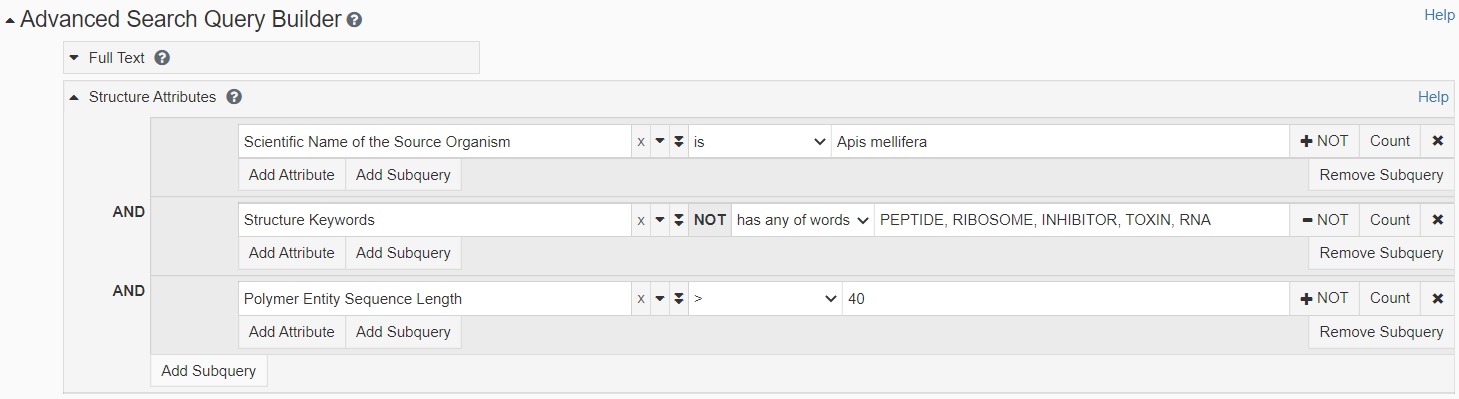 Advanced Search Query Builder ? Help
Full Text ?
Structure Attributes ? Help
Scientific Name of the Source Organism x is Apis mellifera NOT Count
Add Attribute Add Subquery Remove Subquery
AND Structure Keywords x NOT has any of words PEPTIDE, RIBOSOME, INHIBITOR, TOXIN, RNA NOT Count
Add Attribute Add Subquery Remove Subquery
AND Polymer Entity Sequence Length x > 40 NOT Count
Add Attribute Add Subquery Remove Subquery
Add Subquery